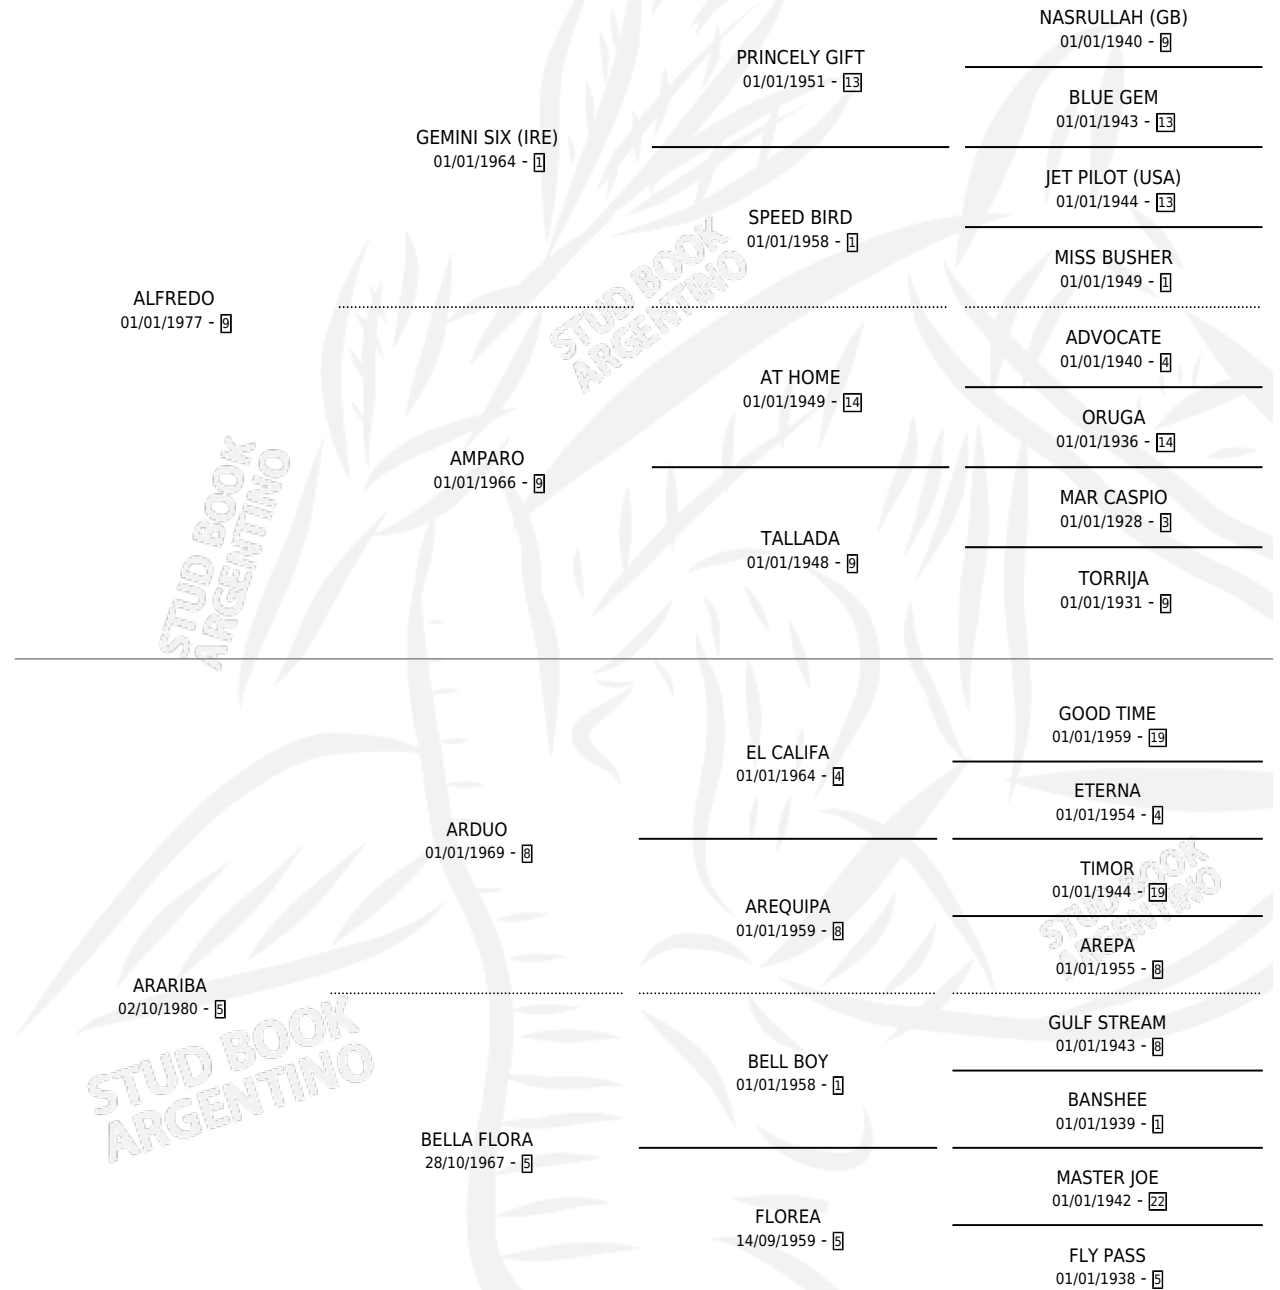 NASRULLAH (GB)
01/01/1940 - 9
PRINCELY GIFT
01/01/1951 - 13
BLUE GEM
01/01/1943 - 13
GEMINI SIX (IRE)
01/01/1964 - 1
JET PILOT (USA)
01/01/1944 - 13
SPEED BIRD
01/01/1958 - 1
MISS BUSHER
01/01/1949 - 1
ALFREDO
01/01/1977 - 9
ADVOCATE
01/01/1940 - 4
AT HOME
01/01/1949 - 14
ORUGA
01/01/1936 - 14
AMPARO
01/01/1966 - 9
MAR CASPIO
01/01/1928 - 3
TALLADA
01/01/1948 - 9
TORRIJA
01/01/1931 - 9
STUD BOOK
ARGENTINO
STUD BOOK
ARGENTINO
GOOD TIME
01/01/1959 - 19
EL CALIFA
01/01/1964 - 4
ETERNA
01/01/1954 - 4
ARDUO
01/01/1969 - 8
TIMOR
01/01/1944 - 19
AREQUIPA
01/01/1959 - 8
AREPA
01/01/1955 - 8
ARARIBA
02/10/1980 - 5
GULF STREAM
01/01/1943 - 8
BELL BOY
01/01/1958 - 1
BANSHEE
01/01/1939 - 1
BELLA FLORA
28/10/1967 - 5
MASTER JOE
01/01/1942 - 22
FLOREA
14/09/1959 - 5
FLY PASS
01/01/1938 - 5
STUD BOOK
ARGENTINO
STUD BOOK
ARGENTINO